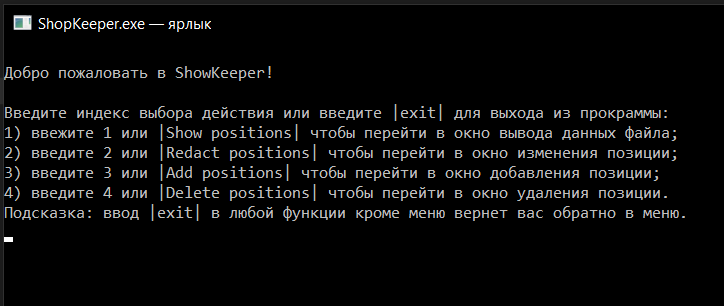 ShopKeeper.exe — ярлык
Добро пожаловать в ShowKeeper!
Введите индекс выбора действия или введите |exit| для выхода из прокраммы:
1) ввежите 1 или |Show positions| чтобы перейти в окно вывода данных файла;
2) введите 2 или |Redact positions| чтобы перейти в окно изменения позиции;
3) введите 3 или |Add positions| чтобы перейти в окно добавления позиции;
4) введите 4 или |Delete positions| чтобы перейти в окно удаления позиции.
Подсказка: ввод |exit| в любой функции кроме меню вернет вас обратно в меню.